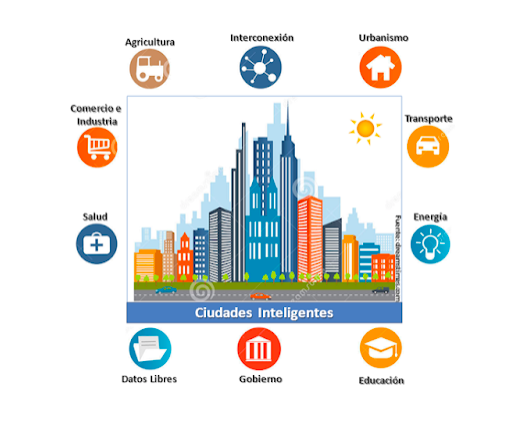 Agricultura
Interconexión
Urbanismo
Comercio e
Industria
Transporte
Salud
Energía
Ciudades Inteligentes
Datos Libres
Gobierno
Educación